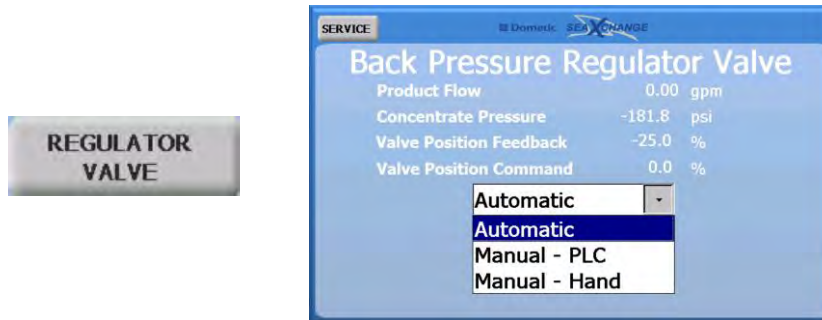 REGULATOR
VALVE
SERVICE
Dometic SEAXCHANGE
Back Pressure Regulator Valve
Product Flow 0.00 gpm
Concentrate Pressure -181.8 psi
Valve Position Feedback -25.0 %
Valve Position Command 0.0 %
Automatic
Automatic
Manual - PLC
Manual - Hand